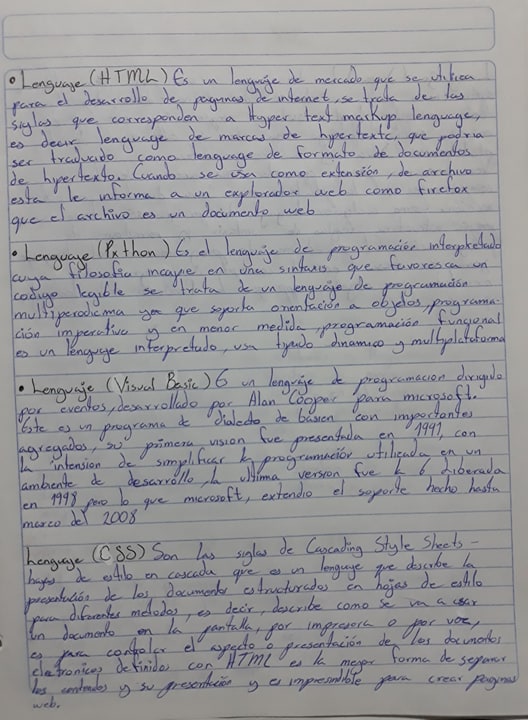 • Lenguaje (HTML) Es un lenguaje de mercado que se utiliza
para el desarrollo de paginas de internet, se trata de las
siglas que corresponden a Hyper text markup lenguage,
es decir lenguage de marcas de hipertexto, que podria
ser traducido como lenguage de formato de documentos
de hipertexto. Cuando se usa como extensión, de archivo
esta le informa a un explorador web como firefox
que el archivo es un documento web
• Lenguaje (Python) Es el lenguaje de programación interpretado
cuya filosofia incapie en una sintaxis que favoresca un
codigo legible se trata de un lenguaje de programación
multiparadicma ya que soporta orientación a objetos, programa-
ción imperativa y en menor medida, programación funcional
es un lenguaje interpretado, usa tipado dinamico y multiplataforma
• Lenguaje (Visual Basic) Es un lenguaje de programacion dirigido
por eventos, desarrollado por Alan Cooper para microsoft.
Este es un programa de dialecto de basicn con importantes
agregados, su primera vision fue presentada en 1991, con
la intension de simplificar la programación utilizada en un
ambiente de desarrollo, la ultima version fue la 6 liberada
en 1998 pero lo que microsoft, extendio el soporte hecho hasta
marzo del 2008
Lenguaje (CSS) Son las siglas de Cascading Style Sheets -
hojas de estilo en cascada que es un lenguaje que describe la
presentación de los, documentos estructurados en hojas de estilo
para diferentes metodos, es decir, describe como se va a usar
un documento en la pantalla, por impresora o por voz,
es para controlar el aspecto o presentación de los documentos
electronicos definidos con HTML es la mejor forma de separar
los contenidos y su presentación y es imprescindible para crear paginas
web.